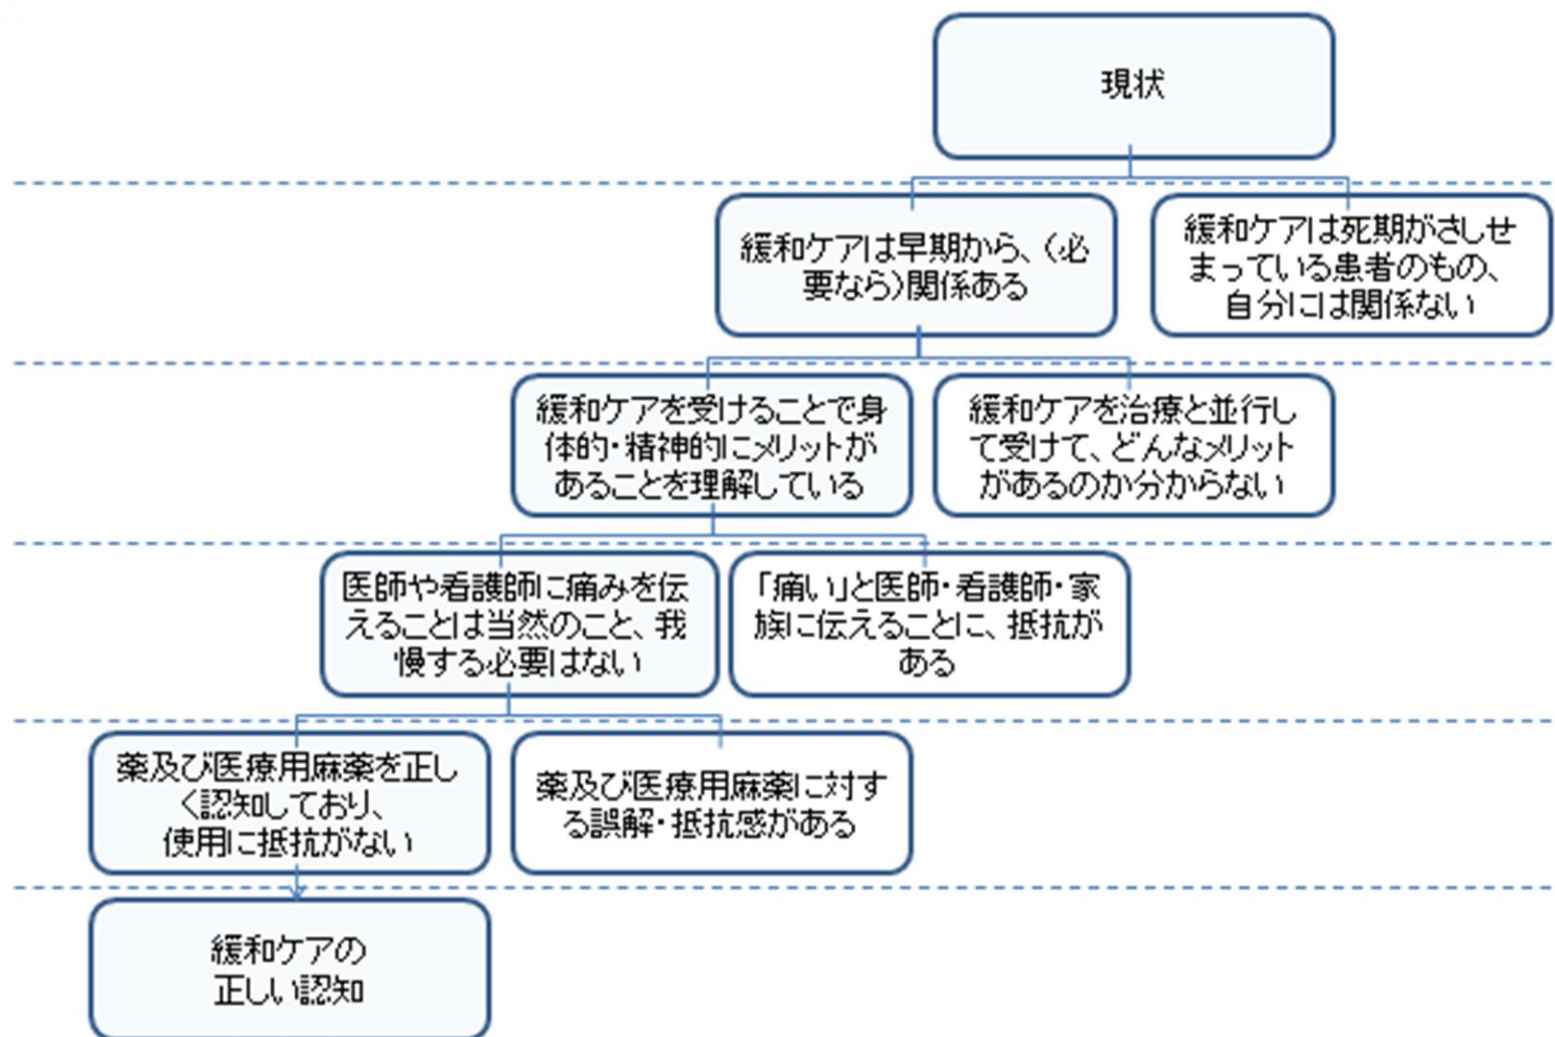 現状
緩和ケアは早期から、（必
要なら）関係ある
緩和ケアは死期がさしせ
まっている患者のもの、
自分には関係ない
緩和ケアを受けることで身
体的・精神的にメリットが
あることを理解している
緩和ケアを治療と並行し
て受けて、どんなメリット
があるのか分からない
医師や看護師に痛みを伝
えることは当然のこと、我
慢する必要はない
「痛い」と医師・看護師・家
族に伝えることに、抵抗が
ある
薬及び医療用麻薬を正し
く認知しており、
使用に抵抗がない
薬及び医療用麻薬に対す
る誤解・抵抗感がある
緩和ケアの
正しい認知